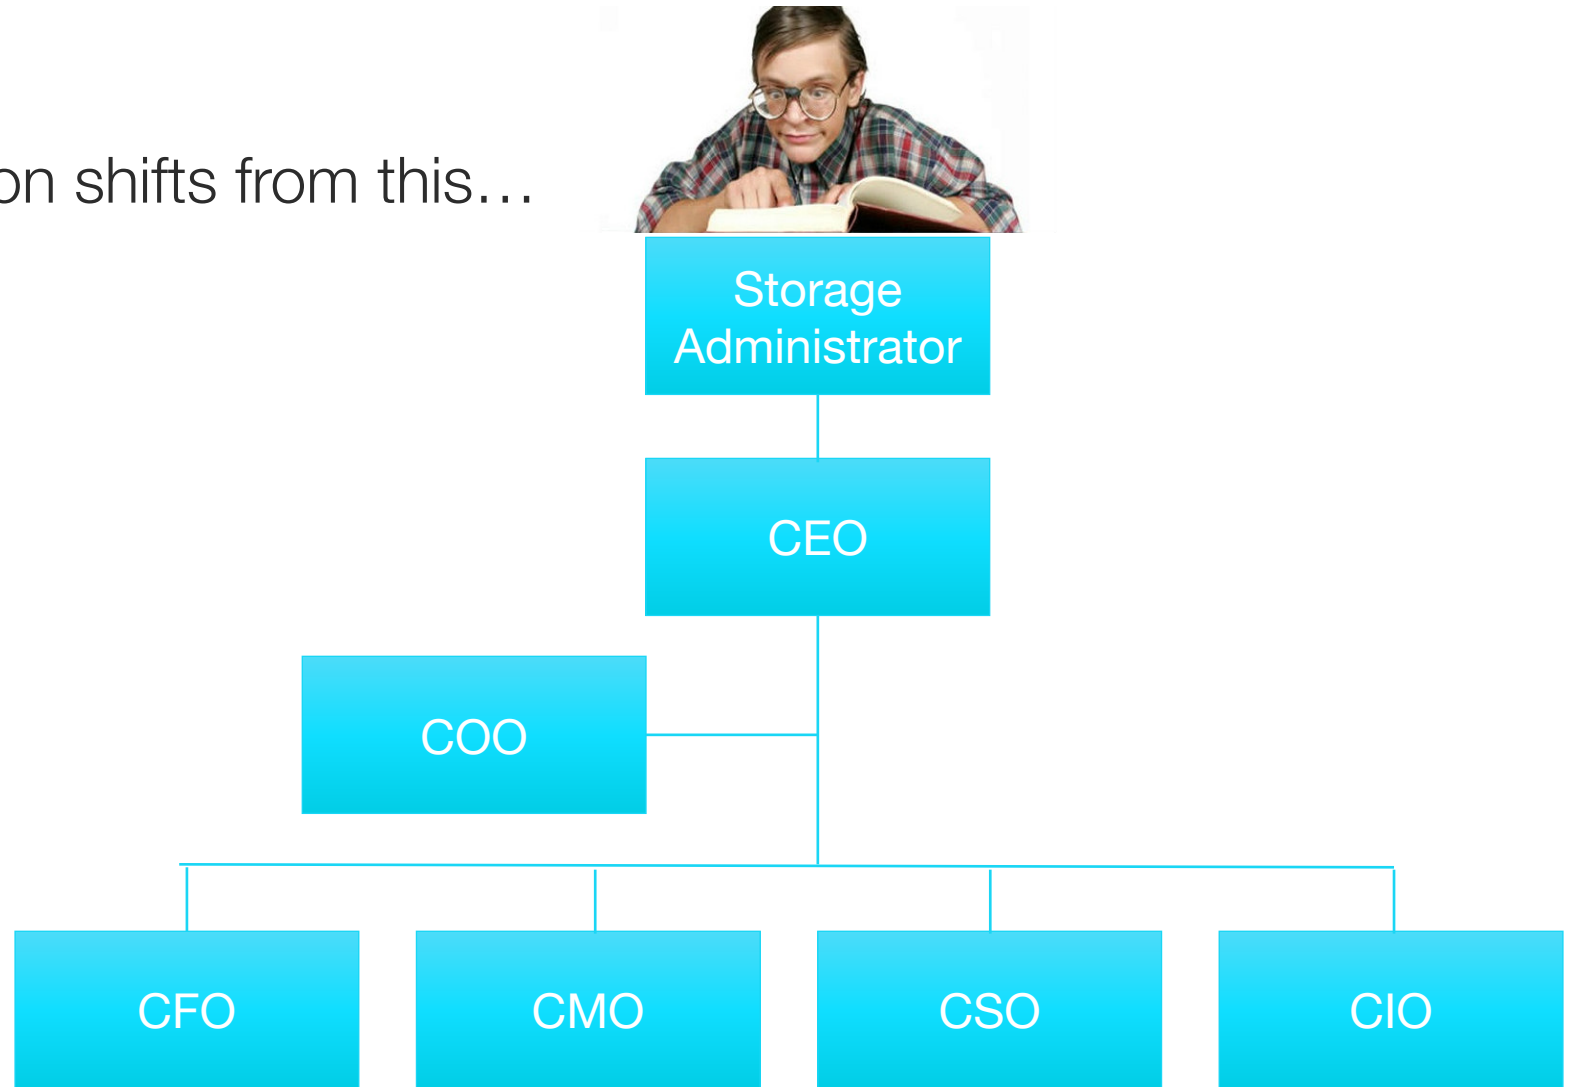 on shifts from this…
Storage
Administrator
CEO
COO
CFO
CMO
CSO
CIO